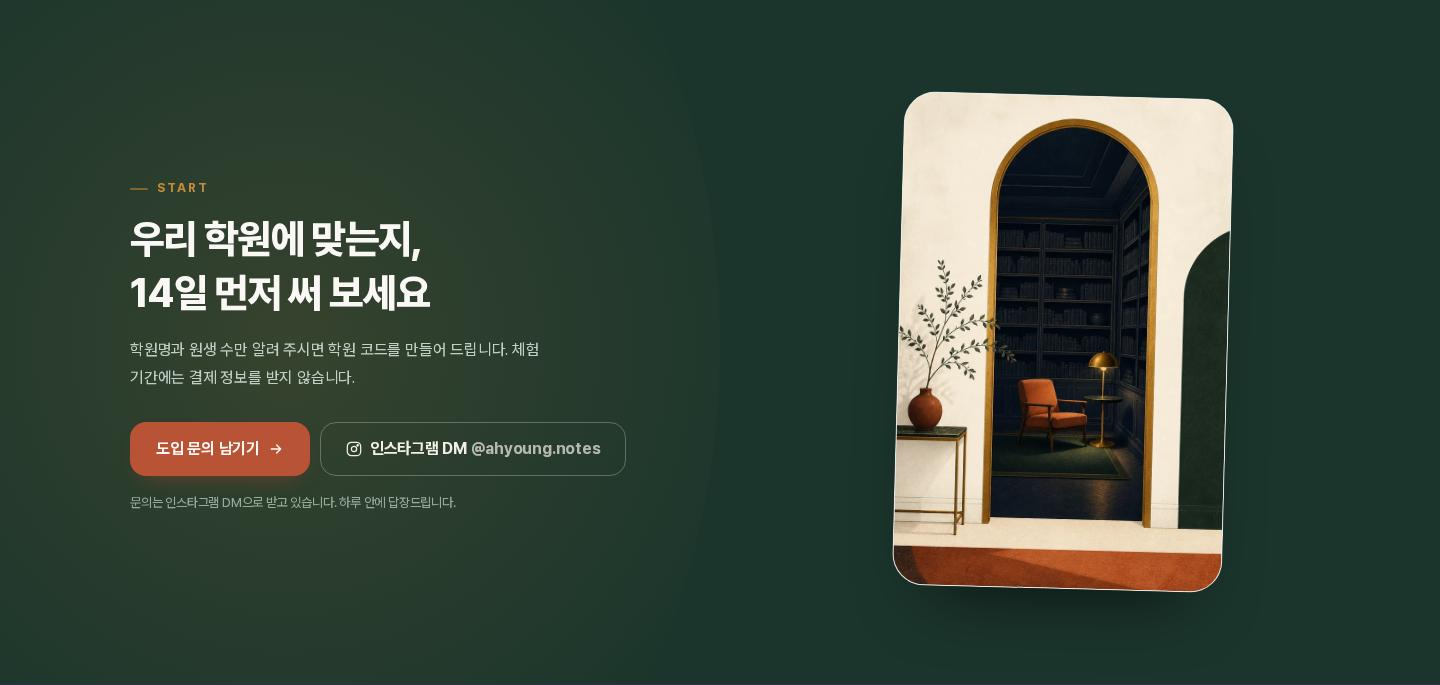 START
우리 학원에 맞는지,
14일 먼저 써 보세요
학원명과 원생 수만 알려 주시면 학원 코드를 만들어 드립니다. 체험
기간에는 결제 정보를 받지 않습니다.
도입 문의 남기기 →
인스타그램 DM @ahyoung.notes
문의는 인스타그램 DM으로 받고 있습니다. 하루 안에 답장드립니다.